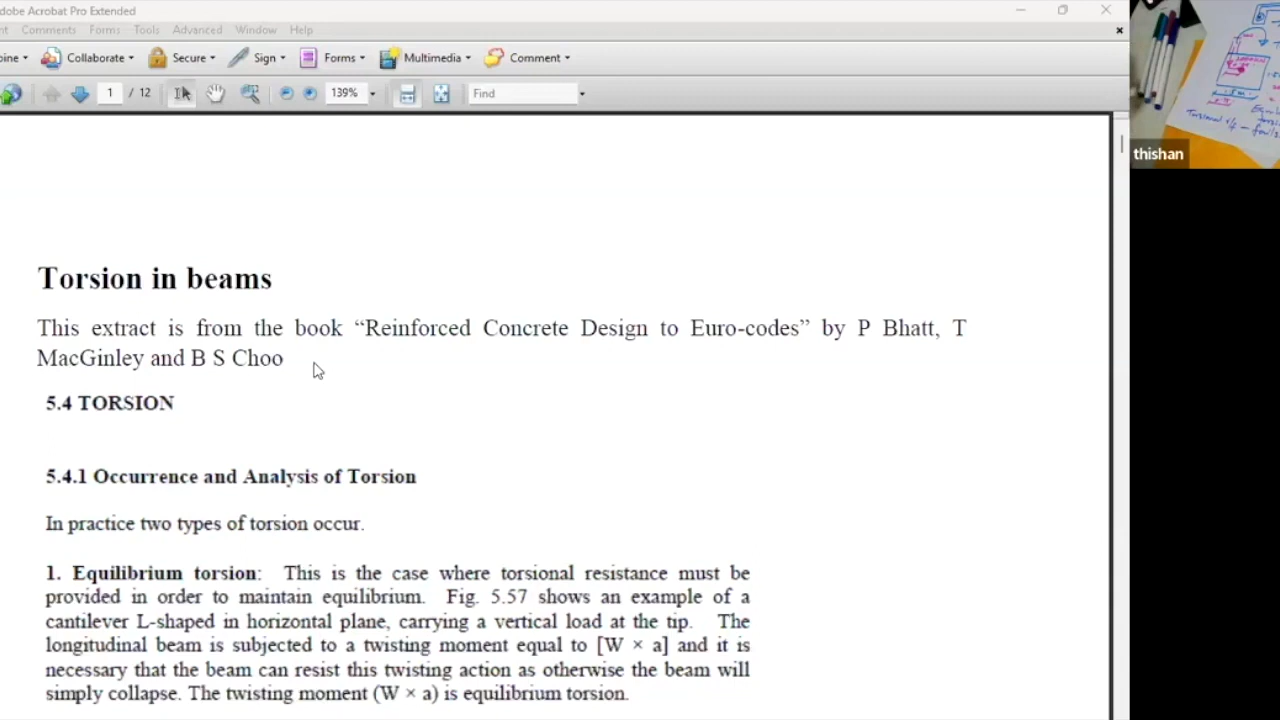 dobe Acrobat Pro Extended
nt Comments Forms Tools Advanced Window Help
bine Collaborate Secure Sign Forms Multimedia Comment
1 / 12 139% Find
thishan
Torsion in beams
This extract is from the book “Reinforced Concrete Design to Euro-codes” by P Bhatt, T
MacGinley and B S Choo
5.4 TORSION
5.4.1 Occurrence and Analysis of Torsion
In practice two types of torsion occur.
1. Equilibrium torsion: This is the case where torsional resistance must be
provided in order to maintain equilibrium. Fig. 5.57 shows an example of a
cantilever L-shaped in horizontal plane, carrying a vertical load at the tip. The
longitudinal beam is subjected to a twisting moment equal to [W × a] and it is
necessary that the beam can resist this twisting action as otherwise the beam will
simply collapse. The twisting moment (W × a) is equilibrium torsion.